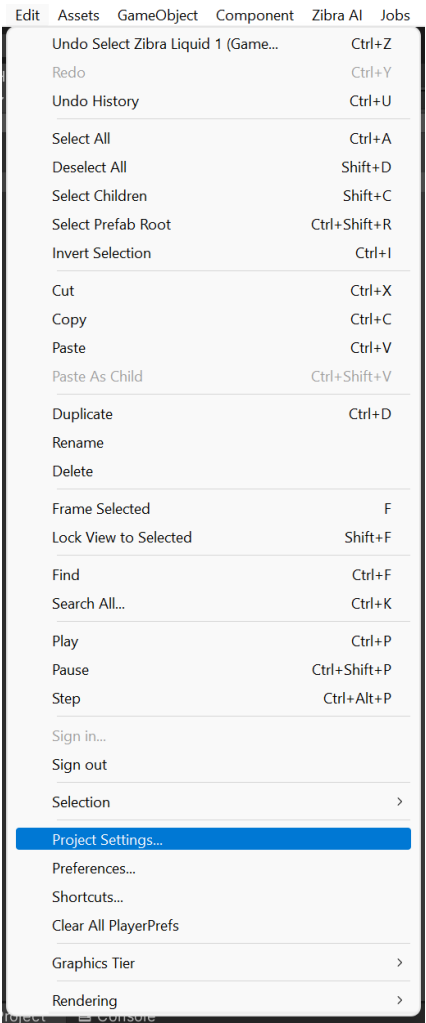 Edit Assets GameObject Component Zibra AI Jobs
Undo Select Zibra Liquid 1 (Game... Ctrl+Z
Redo Ctrl+Y
Undo History Ctrl+U
Select All Ctrl+A
Deselect All Shift+D
Select Children Shift+C
Select Prefab Root Ctrl+Shift+R
Invert Selection Ctrl+I
Cut Ctrl+X
Copy Ctrl+C
Paste Ctrl+V
Paste As Child Ctrl+Shift+V
Duplicate Ctrl+D
Rename
Delete
Frame Selected F
Lock View to Selected Shift+F
Find Ctrl+F
Search All... Ctrl+K
Play Ctrl+P
Pause Ctrl+Shift+P
Step Ctrl+Alt+P
Sign in...
Sign out
Selection
Project Settings...
Preferences...
Shortcuts...
Clear All PlayerPrefs
Graphics Tier
Rendering
Console